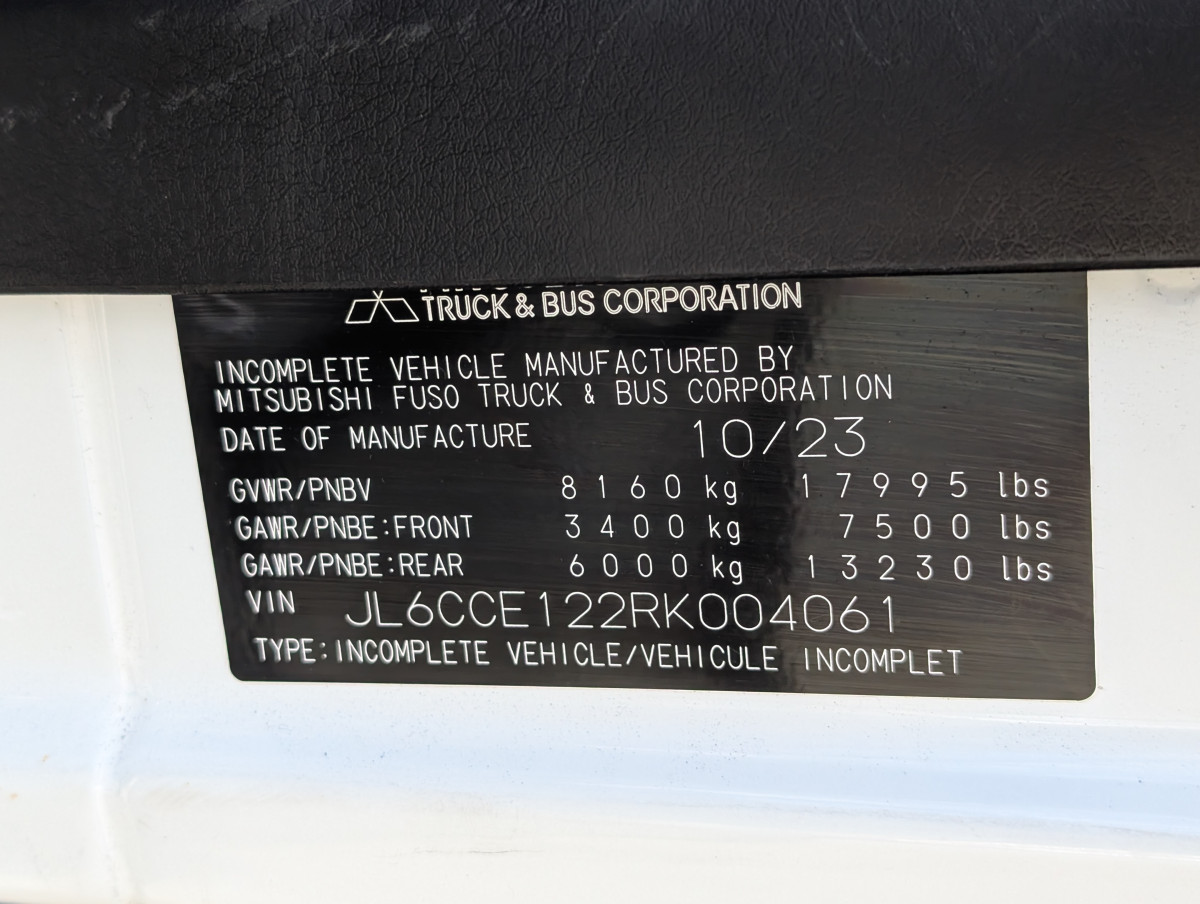 TRUCK & BUS CORPORATION
INCOMPLETE VEHICLE MANUFACTURED BY
MITSUBISHI FUSO TRUCK & BUS CORPORATION
DATE OF MANUFACTURE 10/23
GVWR/PNBV 8160 kg 17995 lbs
GAWR/PNBE:FRONT 3400 kg 7500 lbs
GAWR/PNBE:REAR 6000 kg 13230 lbs
VIN JL6CCE122RK004061
TYPE:INCOMPLETE VEHICLE/VEHICULE INCOMPLET